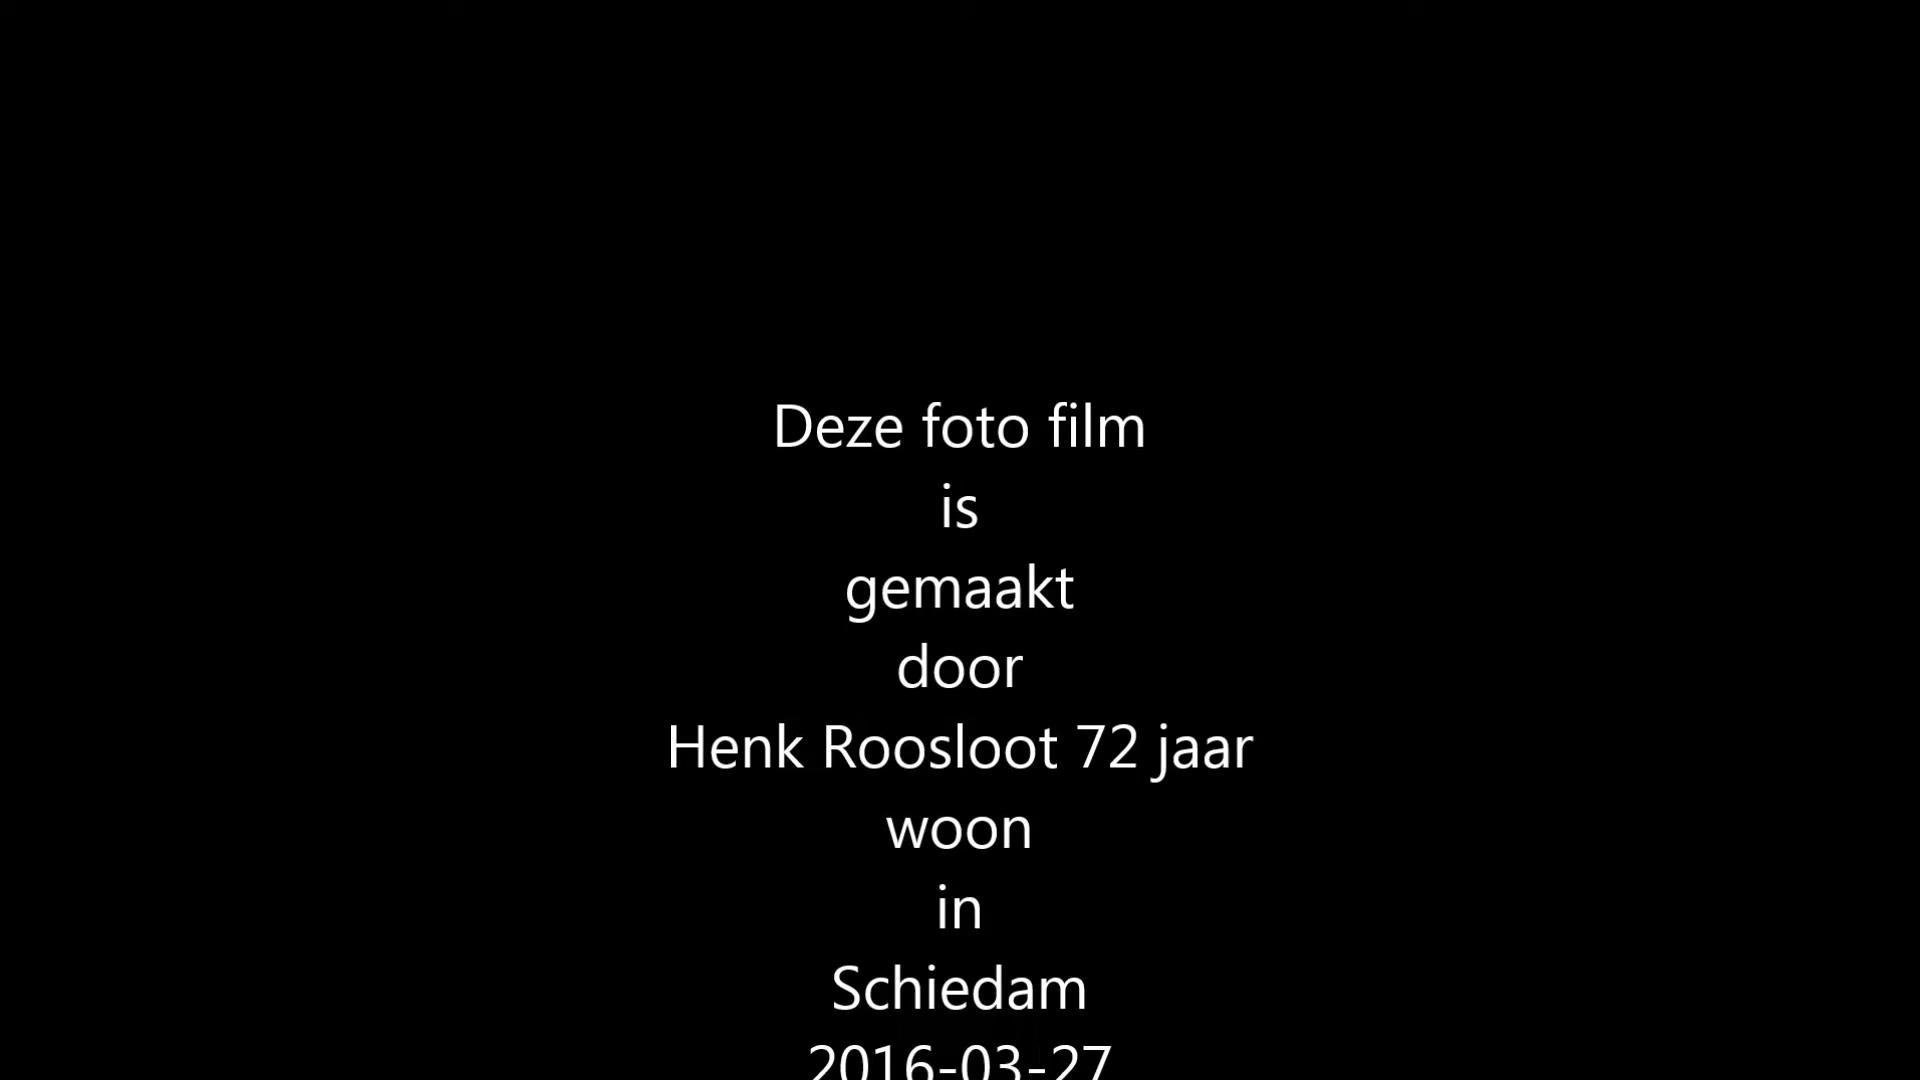 Deze foto film
is
gemaakt
door
Henk Roosloot 72 jaar
woon
in
Schiedam
2016-03-27